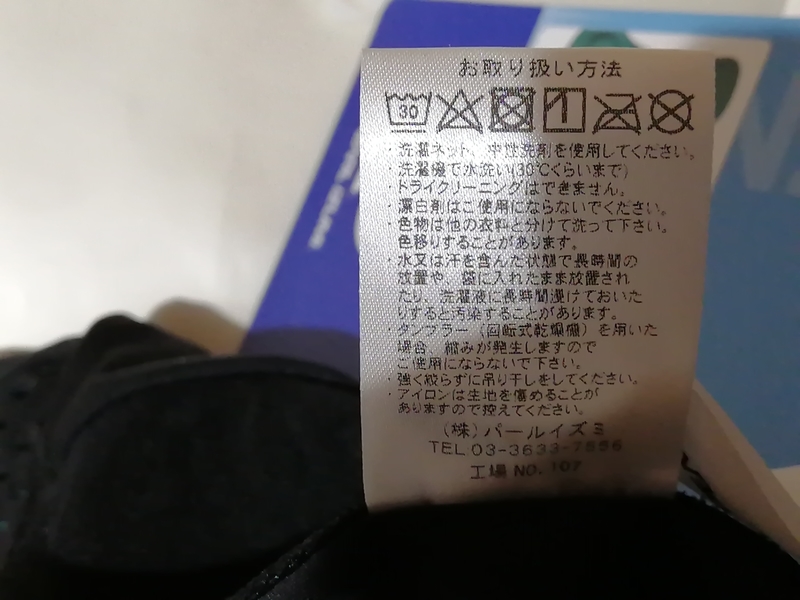 お取り扱い方法
30
・洗濯ネット、中性洗剤を使用してください。
・洗濯機で水洗い(30℃ぐらいまで)
・ドライクリーニングはできません。
・漂白剤はご使用にならないでください。
・色物は他の衣料と分けて洗って下さい。
色移りすることがあります。
・水又は汗を含んだ状態で長時間の
放置や、袋に入れたまま放置され
たり、洗濯液に長時間浸けておいた
りすると汚染することがあります。
・タンブラー（回転式乾燥機）を用いた
場合、縮みが発生しますので
ご使用にならないで下さい。
・強く絞らずに吊り干しをしてください。
・アイロンは生地を傷めることが
ありますので控えてください。
(株)パールイズミ
TEL03-3633-7556
工場 NO. 107